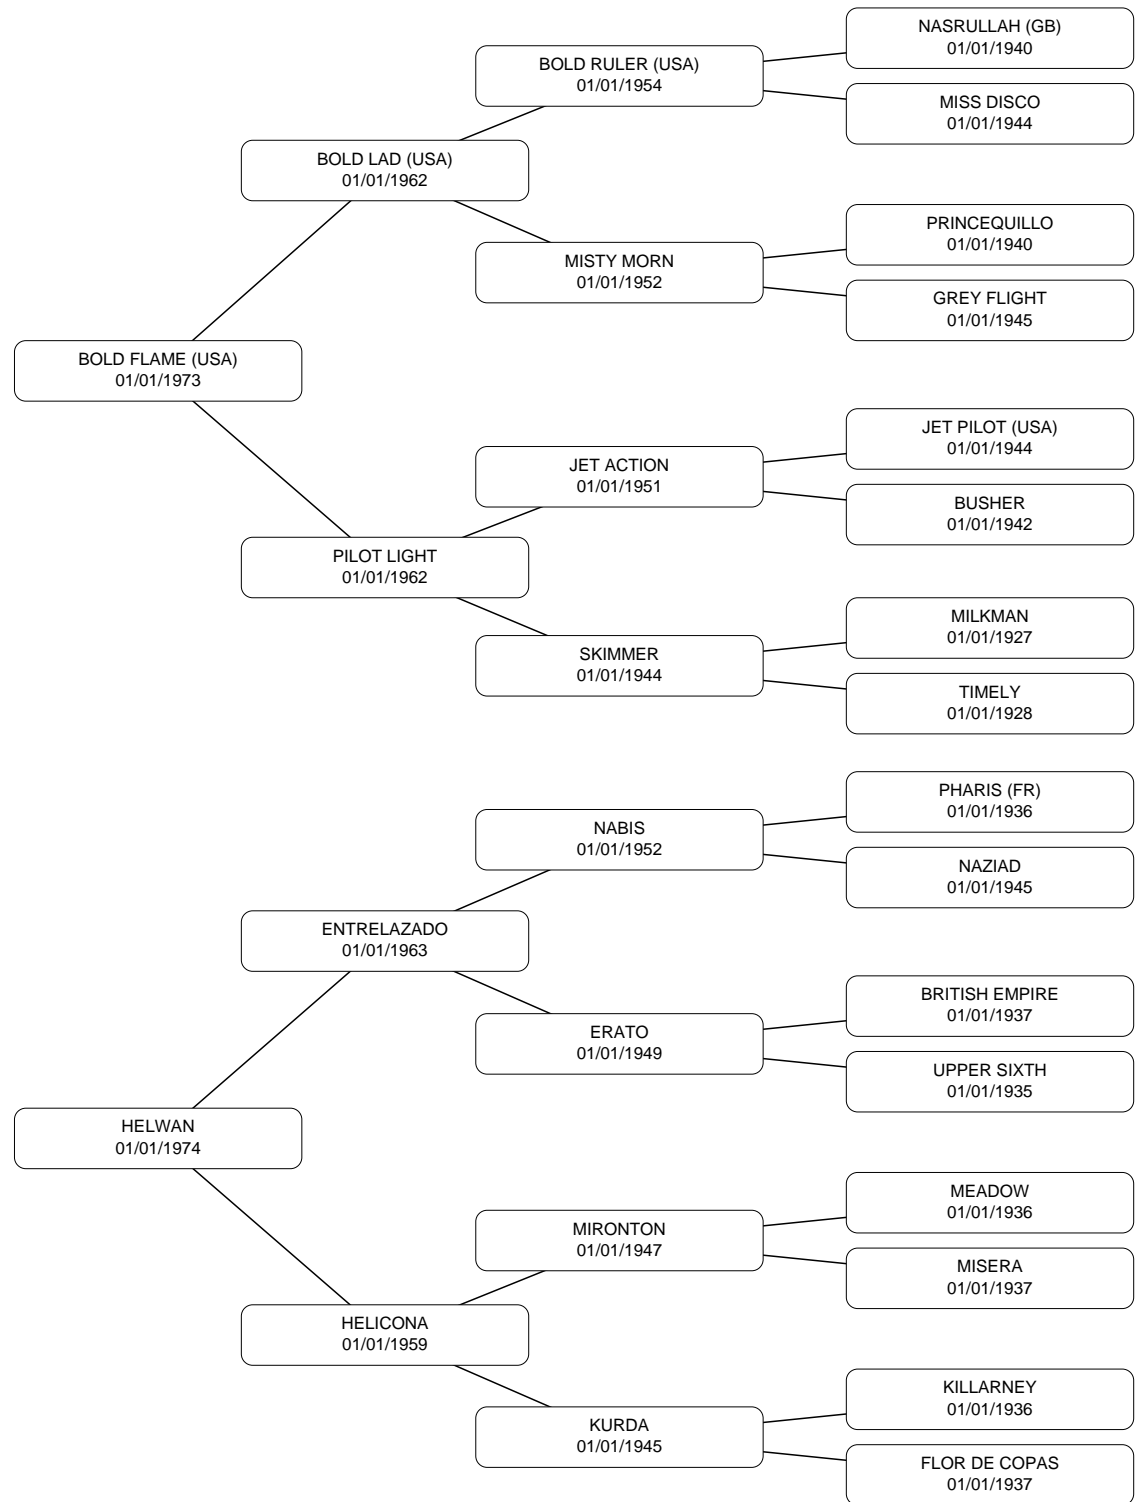 NASRULLAH (GB)
01/01/1940
BOLD RULER (USA)
01/01/1954
MISS DISCO
01/01/1944
BOLD LAD (USA)
01/01/1962
PRINCEQUILLO
01/01/1940
MISTY MORN
01/01/1952
GREY FLIGHT
01/01/1945
BOLD FLAME (USA)
01/01/1973
JET PILOT (USA)
01/01/1944
JET ACTION
01/01/1951
BUSHER
01/01/1942
PILOT LIGHT
01/01/1962
MILKMAN
01/01/1927
SKIMMER
01/01/1944
TIMELY
01/01/1928
PHARIS (FR)
01/01/1936
NABIS
01/01/1952
NAZIAD
01/01/1945
ENTRELAZADO
01/01/1963
BRITISH EMPIRE
01/01/1937
ERATO
01/01/1949
UPPER SIXTH
01/01/1935
HELWAN
01/01/1974
MEADOW
01/01/1936
MIRONTON
01/01/1947
MISERA
01/01/1937
HELICONA
01/01/1959
KILLARNEY
01/01/1936
KURDA
01/01/1945
FLOR DE COPAS
01/01/1937